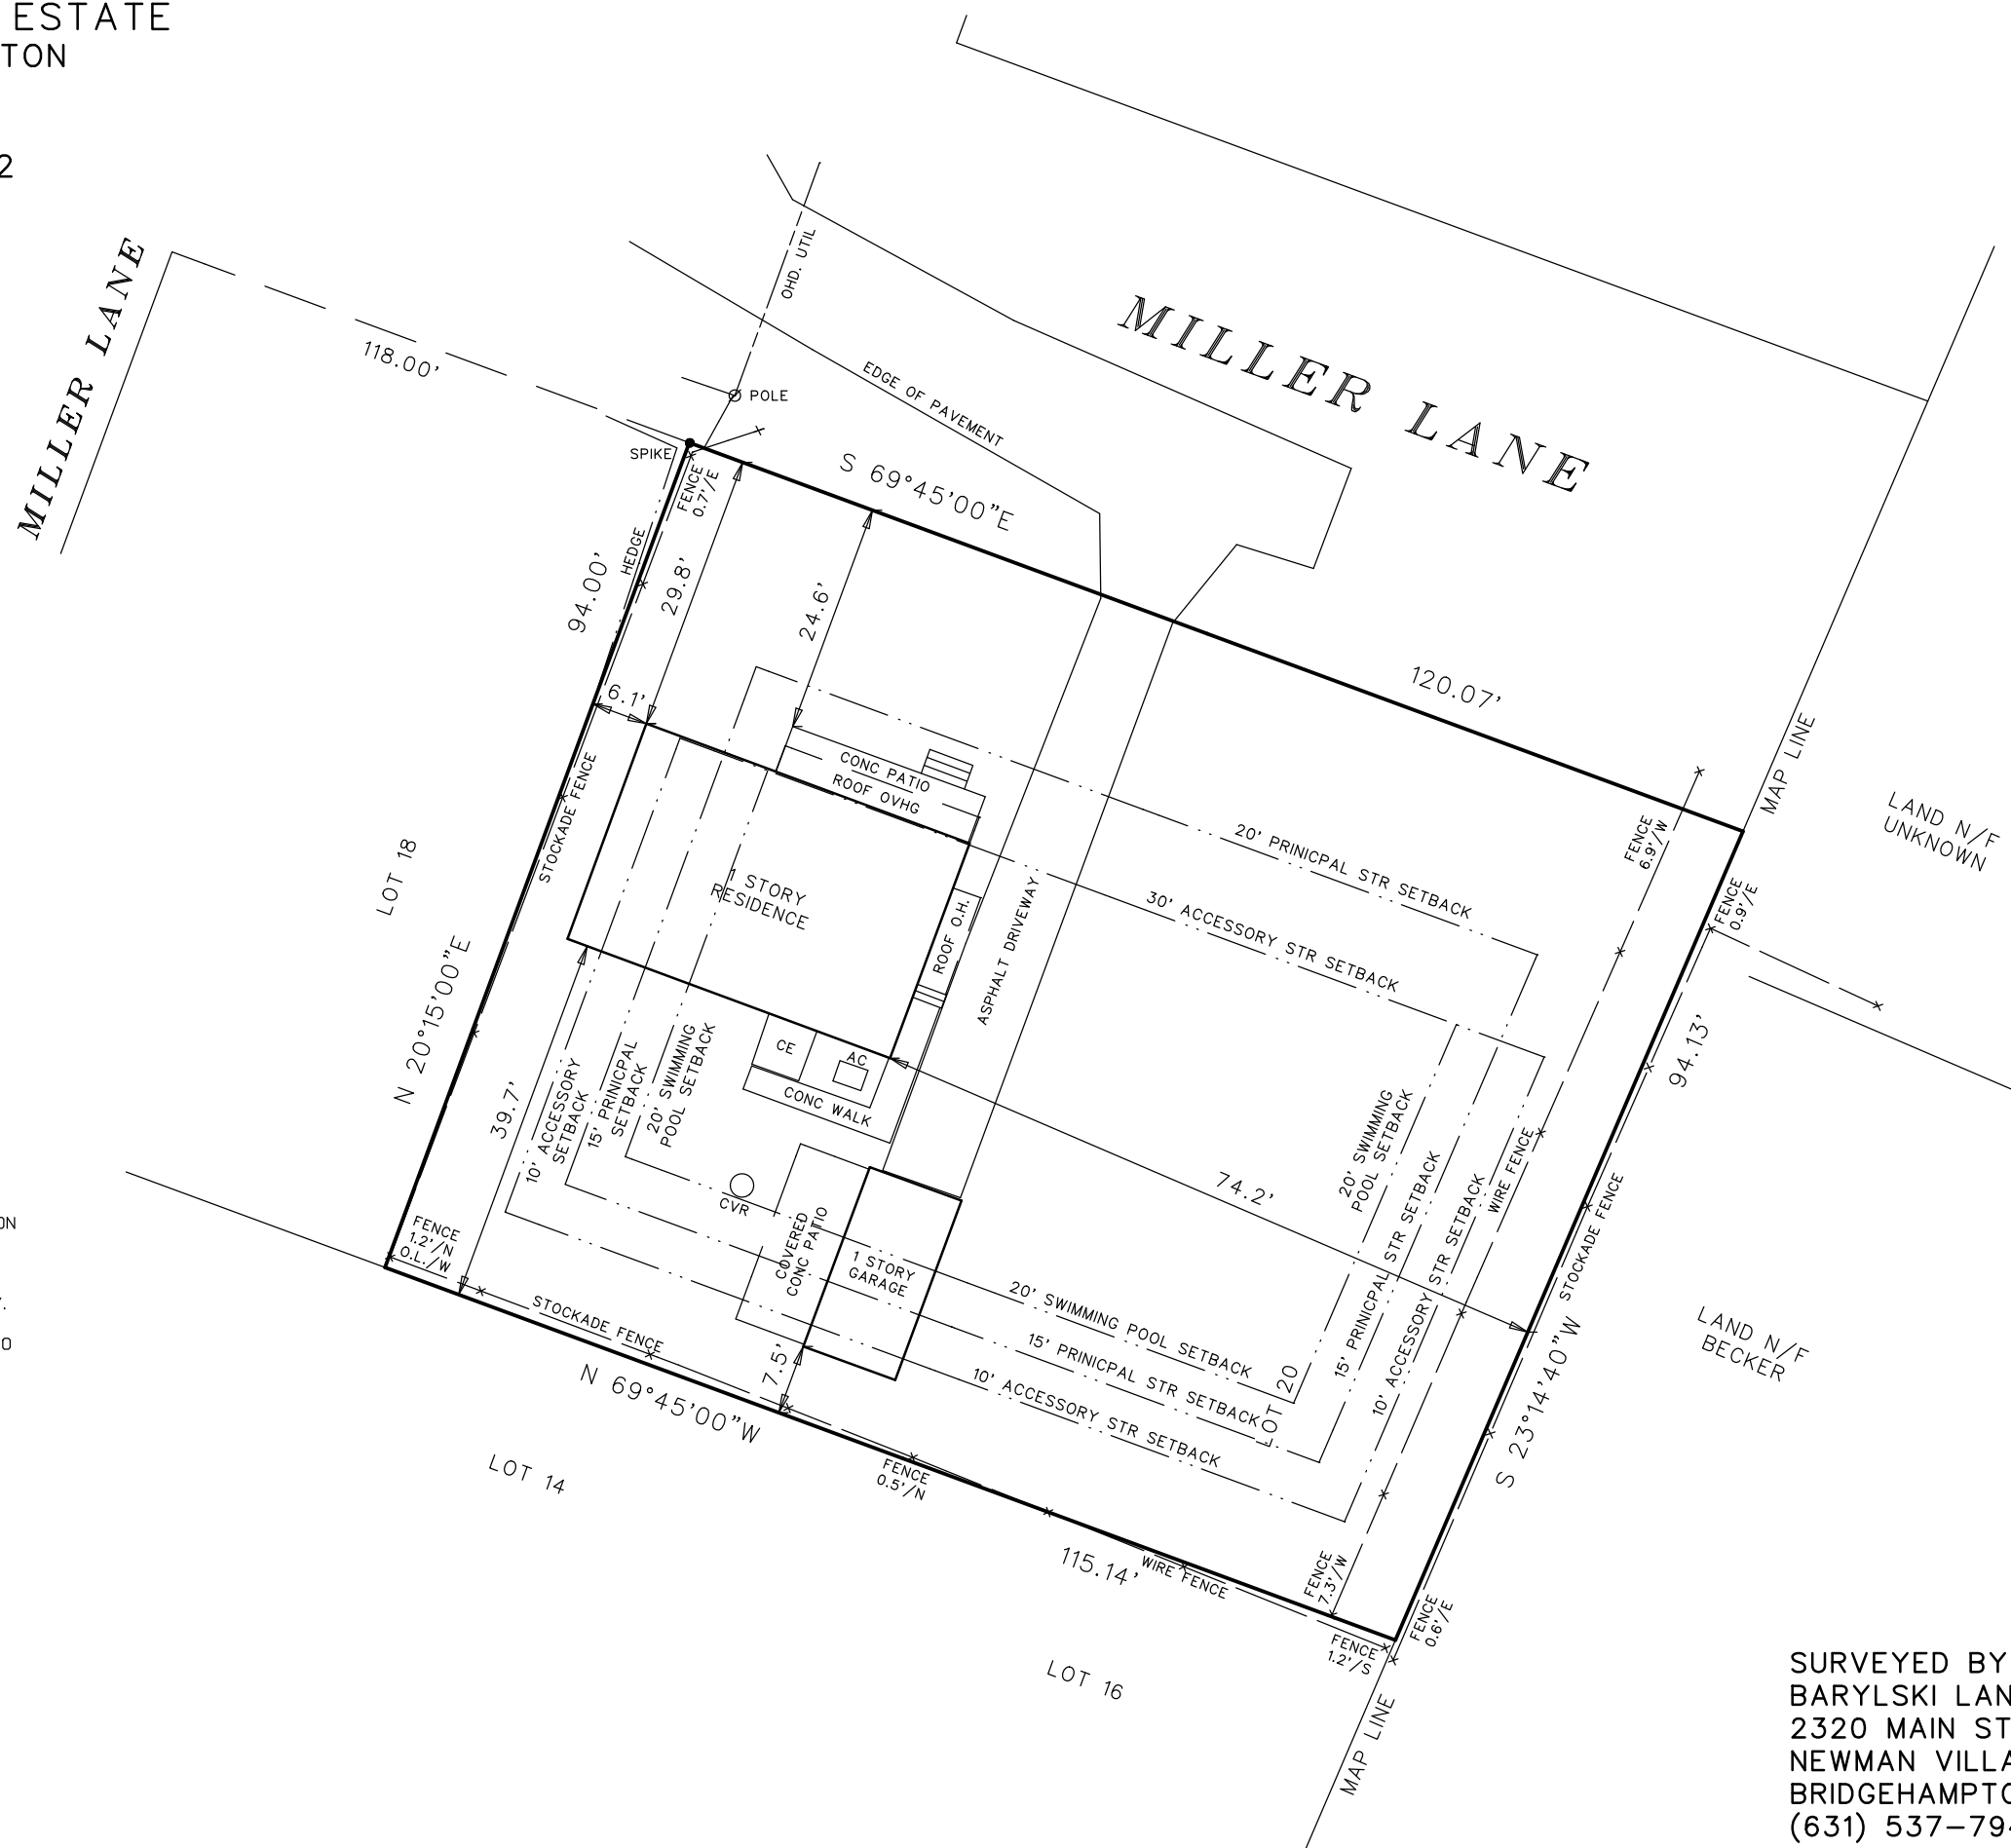 ESTATE
TON
2
MILLER LANE
118.00'
OHD. UTIL
POLE
SPIKE
EDGE OF PAVEMENT
MILLER LANE
S 69°45'00"E
120.07'
FENCE
0.7'/E
HEDGE
94.00'
29.8'
24.6'
6.1'
STOCKADE FENCE
LOT 18
N 20°15'00"E
CONC PATIO
ROOF OVHG
1 STORY
RESIDENCE
ROOF O.H.
ASPHALT DRIVEWAY
20' PRINICPAL STR SETBACK
30' ACCESSORY STR SETBACK
FENCE
6.9'/W
MAP LINE
LAND N/F
UNKNOWN
FENCE
0.9'/E
94.13'
CE
AC
CONC WALK
39.7'
10' ACCESSORY
SETBACK
15' PRINICPAL
SETBACK
20' SWIMMING
POOL SETBACK
CVR
COVERED
CONC PATIO
1 STORY
GARAGE
74.2'
20' SWIMMING
POOL SETBACK
15' PRINICPAL STR SETBACK
10' ACCESSORY STR SETBACK
WIRE FENCE
STOCKADE FENCE
S 23°14'40"W
LAND N/F
BECKER
ON
FENCE
1.2'/N
O.L./W
STOCKADE FENCE
7.5'
20' SWIMMING POOL SETBACK
15' PRINICPAL STR SETBACK
10' ACCESSORY STR SETBACK
LOT 20
N 69°45'00"W
LOT 14
FENCE
0.5'/N
115.14'
WIRE FENCE
FENCE
7.3'/W
FENCE
0.6'/E
FENCE
1.2'/S
LOT 16
MAP LINE
SURVEYED BY
BARYLSKI LAN
2320 MAIN ST
NEWMAN VILLA
BRIDGEHAMPTO
(631) 537-79